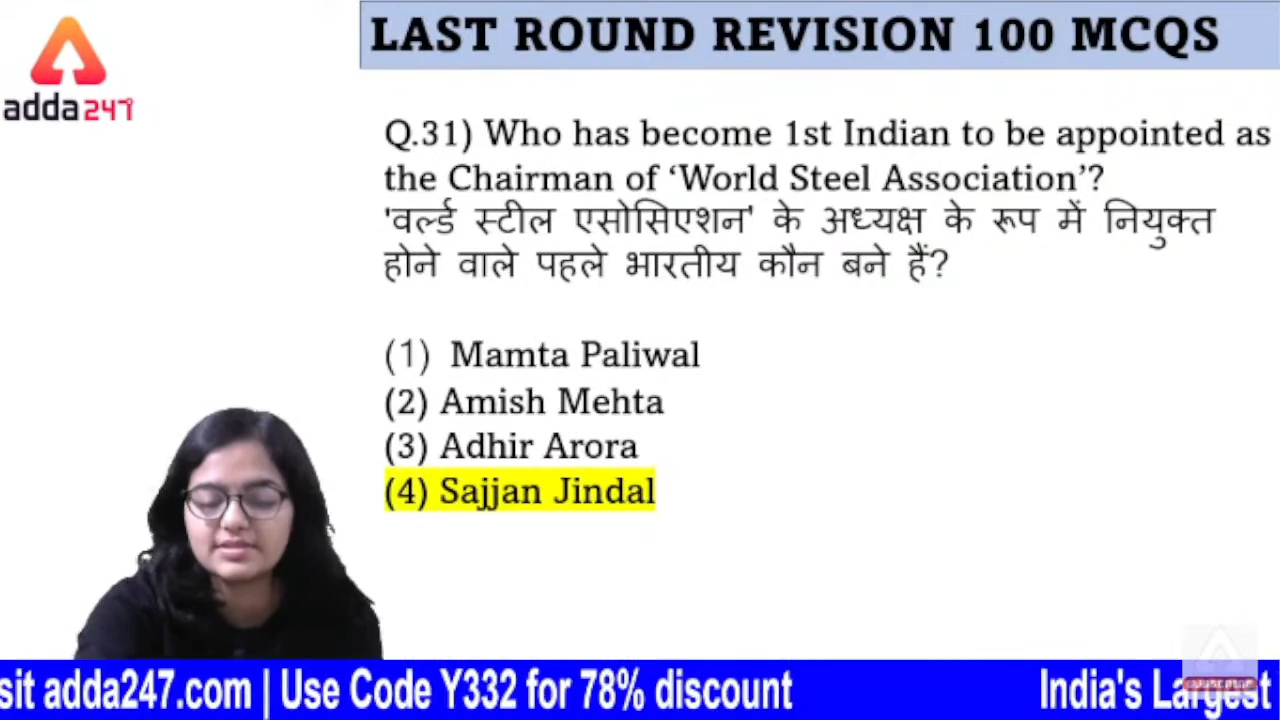 LAST ROUND REVISION 100 MCQS
adda247
Q.31) Who has become 1st Indian to be appointed as
the Chairman of ‘World Steel Association’?
'वर्ल्ड स्टील एसोसिएशन' के अध्यक्ष के रूप में नियुक्त
होने वाले पहले भारतीय कौन बने हैं?
(1) Mamta Paliwal
(2) Amish Mehta
(3) Adhir Arora
(4) Sajjan Jindal
sit adda247.com | Use Code Y332 for 78% discount India's Largest
SUBSCRIBE